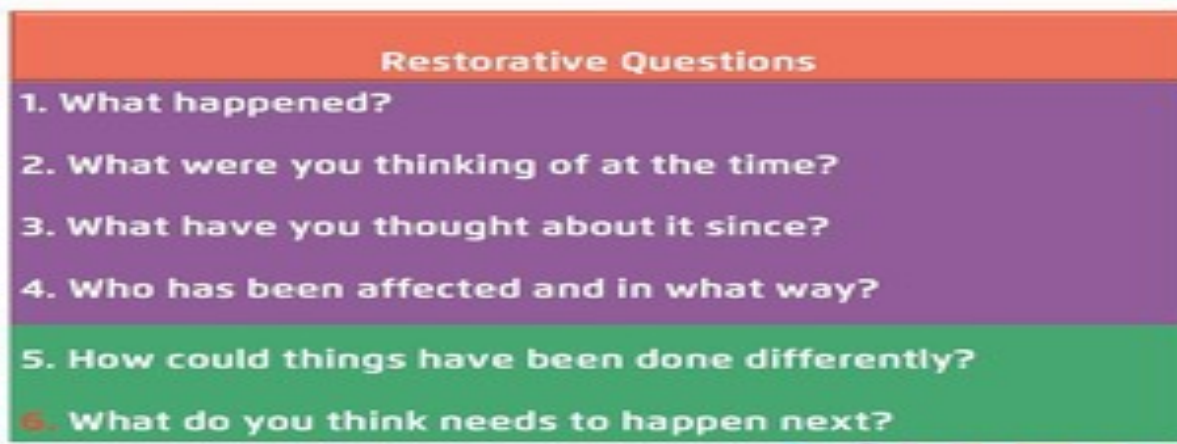 Restorative Questions
1. What happened?
2. What were you thinking of at the time?
3. What have you thought about it since?
4. Who has been affected and in what way?
5. How could things have been done differently?
6. What do you think needs to happen next?